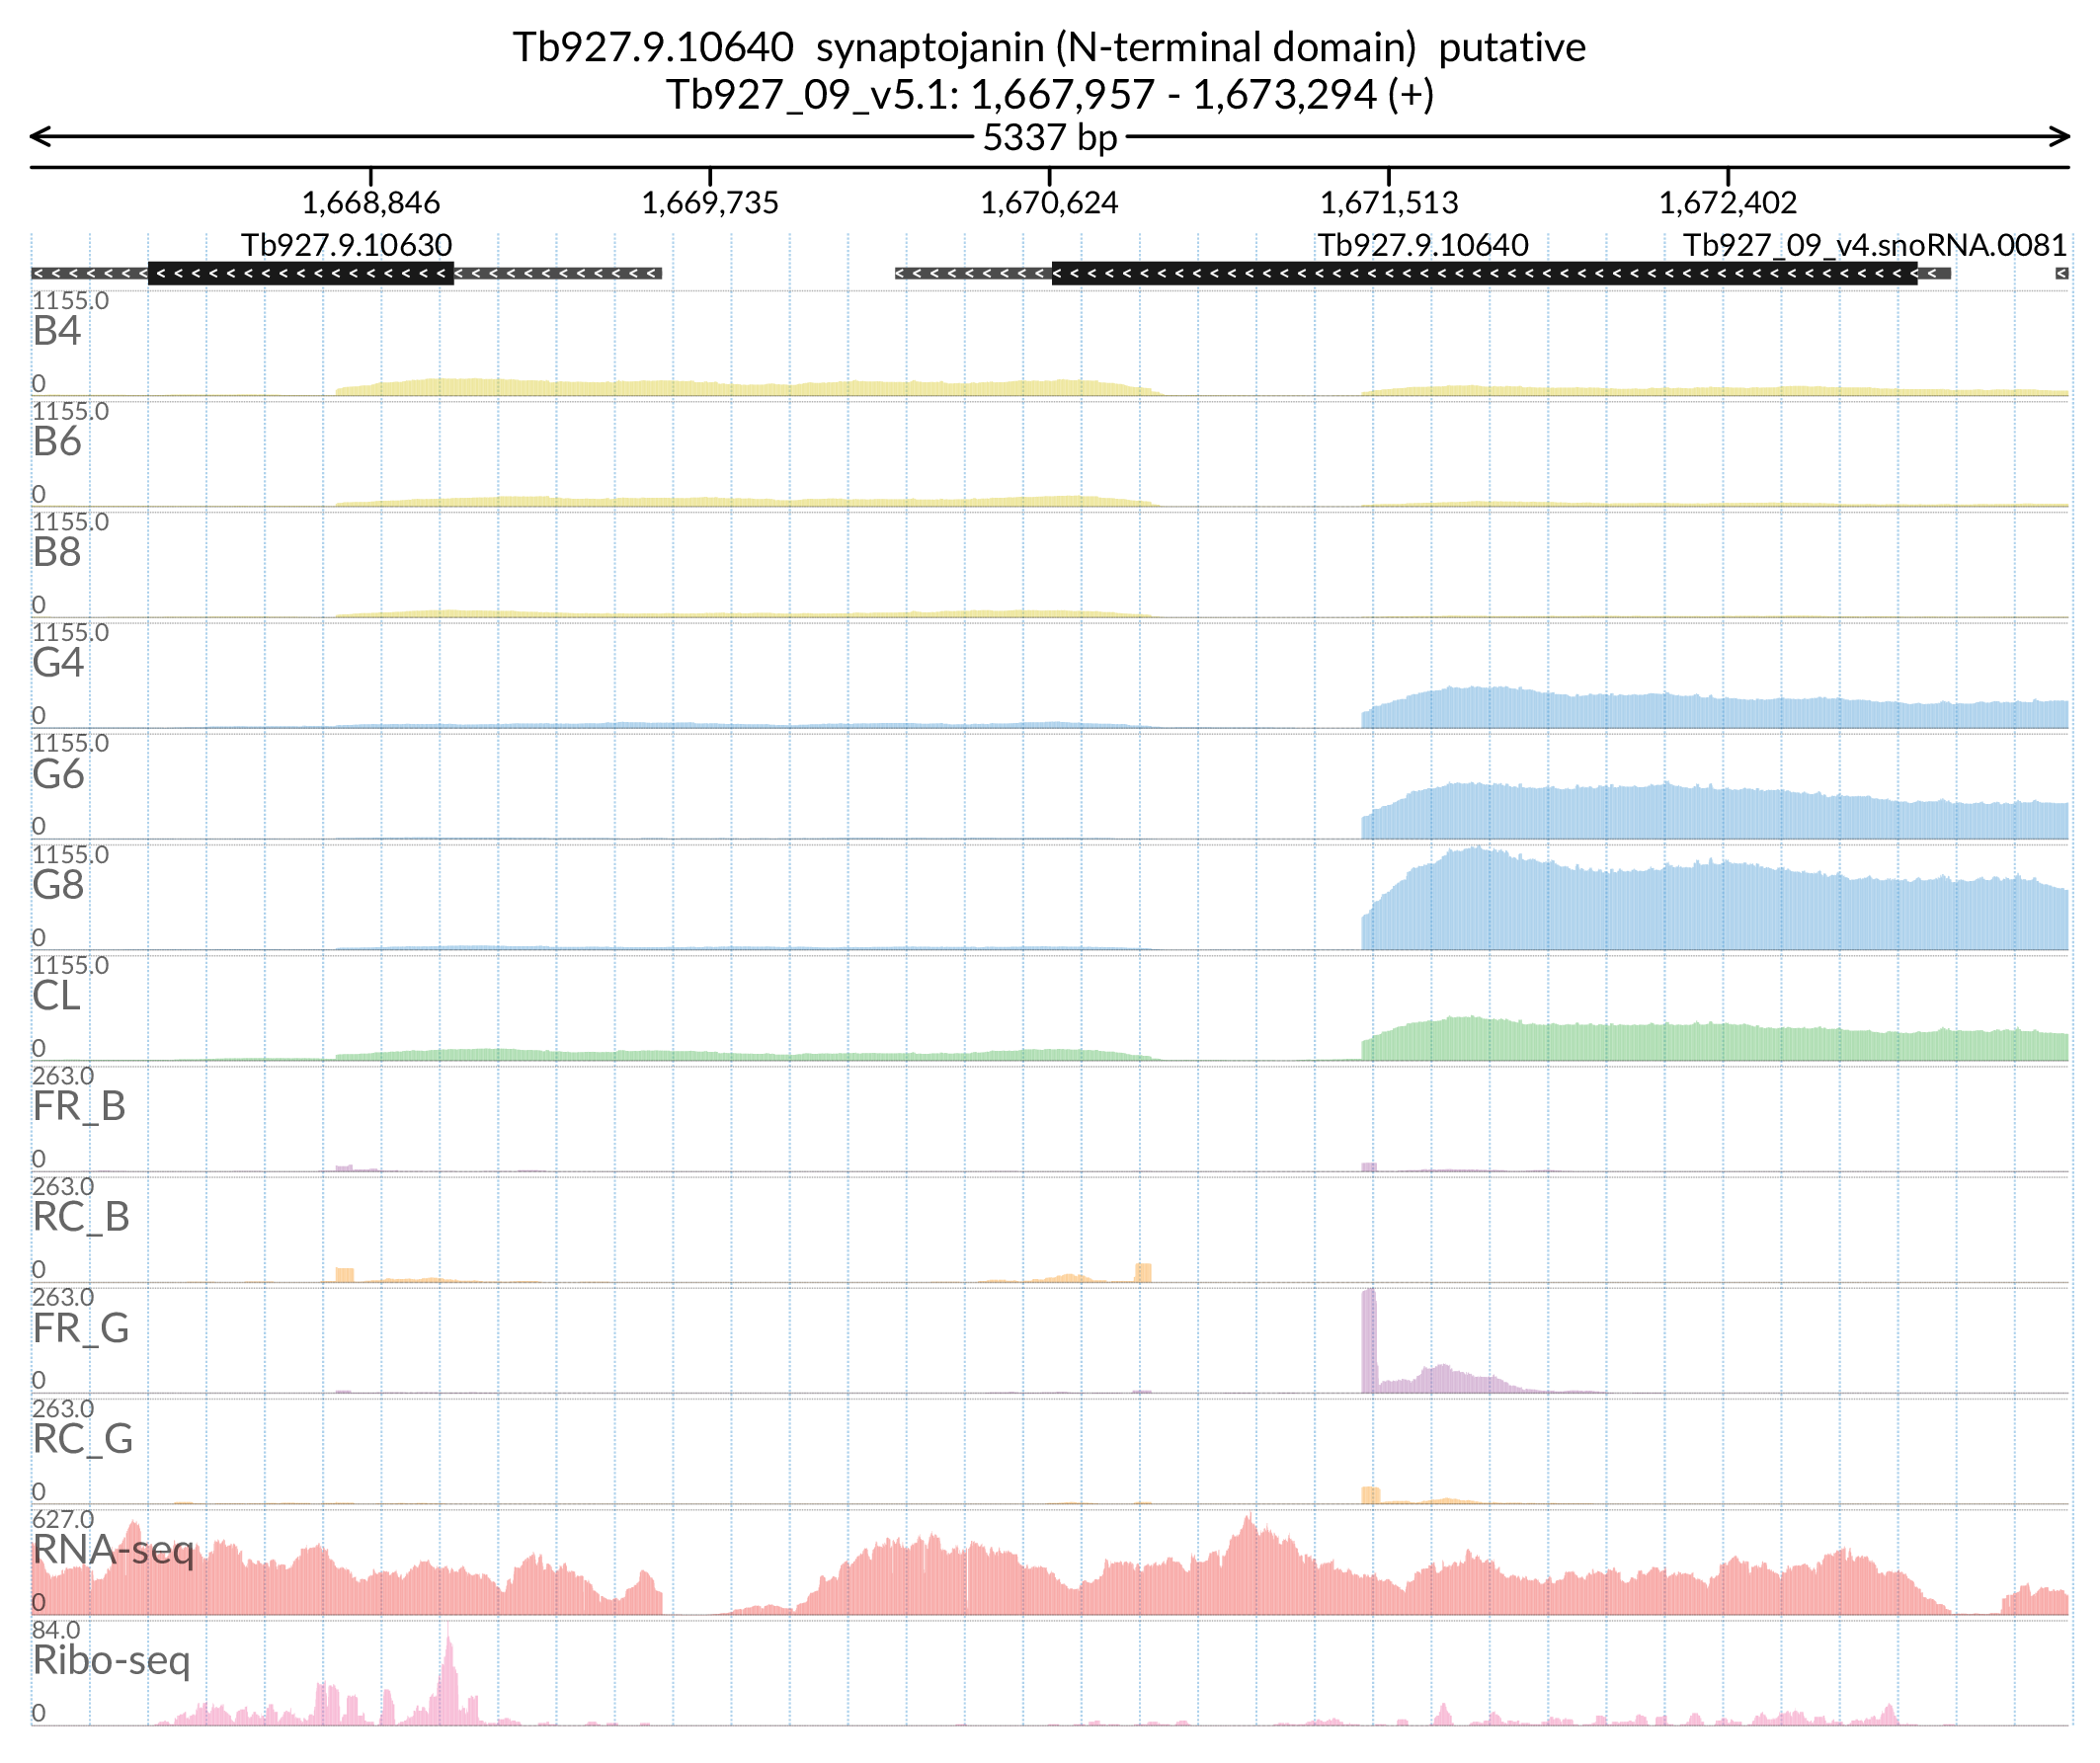 Tb927.9.10640 synaptojanin (N-terminal domain) putative
Tb927_09_v5.1: 1,667,957 - 1,673,294 (+)
5337 bp
1,668,846 1,669,735 1,670,624 1,671,513 1,672,402
Tb927.9.10630 Tb927.9.10640 Tb927_09_v4.snoRNA.0081
1155.0
B4
0
1155.0
B6
0
1155.0
B8
0
1155.0
G4
0
1155.0
G6
0
1155.0
G8
0
1155.0
CL
0
263.0
FR_B
0
263.0
RC_B
0
263.0
FR_G
0
263.0
RC_G
0
627.0
RNA-seq
0
84.0
Ribo-seq
0